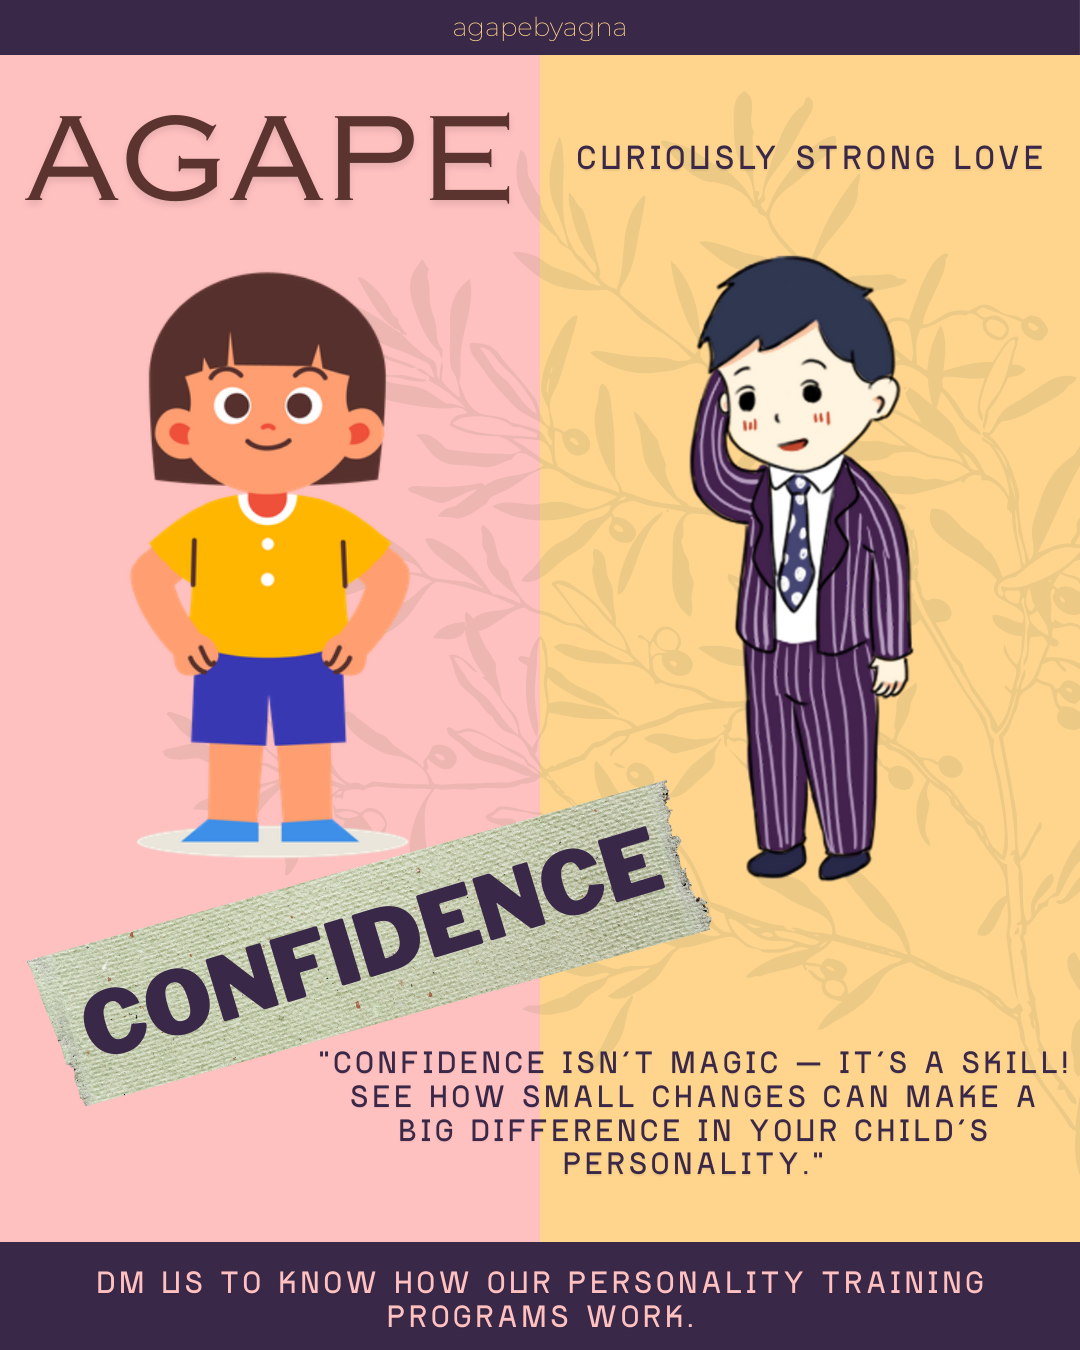 agapebyagna
AGAPE
CURIOUSLY STRONG LOVE
CONFIDENCE
"CONFIDENCE ISN´T MAGIC — IT´S A SKILL!
SEE HOW SMALL CHANGES CAN MAKE A
BIG DIFFERENCE IN YOUR CHILD´S
PERSONALITY."
DM US TO KNOW HOW OUR PERSONALITY TRAINING
PROGRAMS WORK.